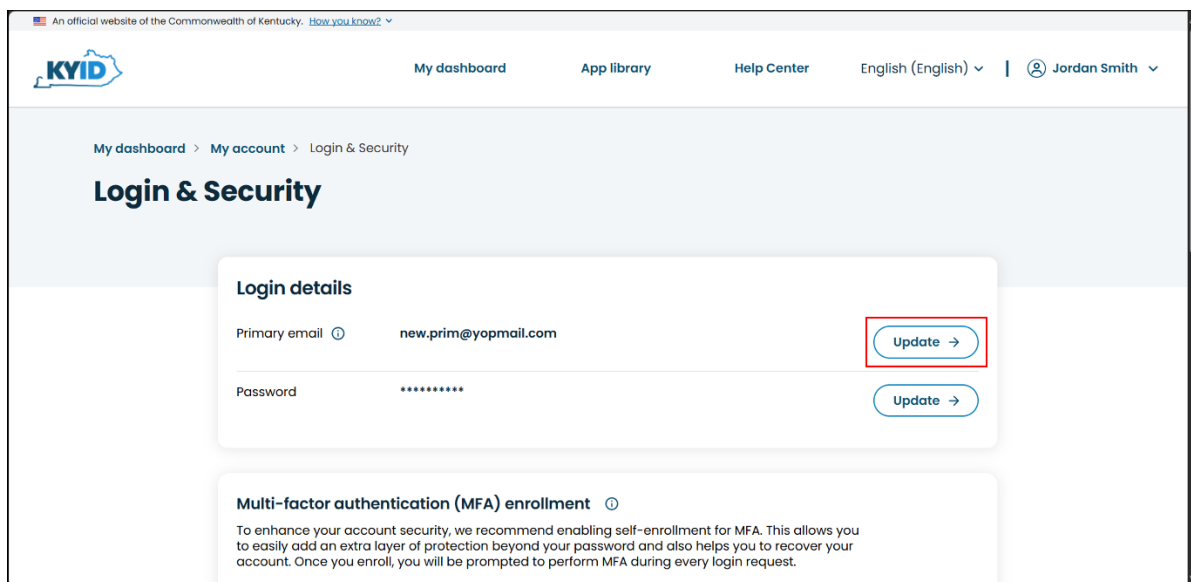 An official website of the Commonwealth of Kentucky. How you know?
KYID
My dashboard App library Help Center English (English) Jordan Smith
My dashboard > My account > Login & Security
Login & Security
Login details
Primary email new.prim@yopmail.com Update →
Password ********** Update →
Multi-factor authentication (MFA) enrollment
To enhance your account security, we recommend enabling self-enrollment for MFA. This allows you
to easily add an extra layer of protection beyond your password and also helps you to recover your
account. Once you enroll, you will be prompted to perform MFA during every login request.